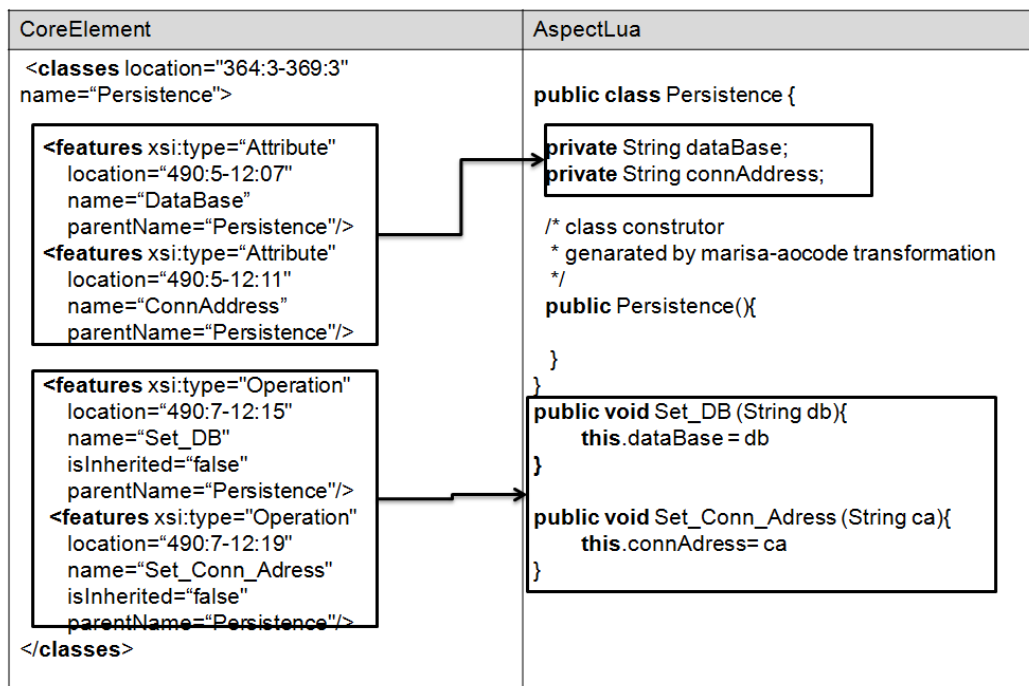 CoreElement
<classes location="364:3-369:3"
name=“Persistence">
<features xsi:type=“Attribute"
location=“490:5-12:07”
name=“DataBase”
parentName=“Persistence"/>
<features xsi:type=“Attribute"
location=“490:5-12:11”
name=“ConnAddress”
parentName=“Persistence"/>
<features xsi:type="Operation"
location=“490:7-12:15”
name=“Set_DB"
isInherited=“false"
parentName=“Persistence"/>
<features xsi:type="Operation"
location=“490:7-12:19”
name=“Set_Conn_Adress"
isInherited=“false"
parentName=“Persistence"/>
</classes>
AspectLua
public class Persistence {
private String dataBase;
private String connAddress;
/* class construtor
* genarated by marisa-aocode transformation
*/
public Persistence(){
}
}
public void Set_DB (String db){
this.dataBase = db
}
public void Set_Conn_Adress (String ca){
this.connAdress= ca
}